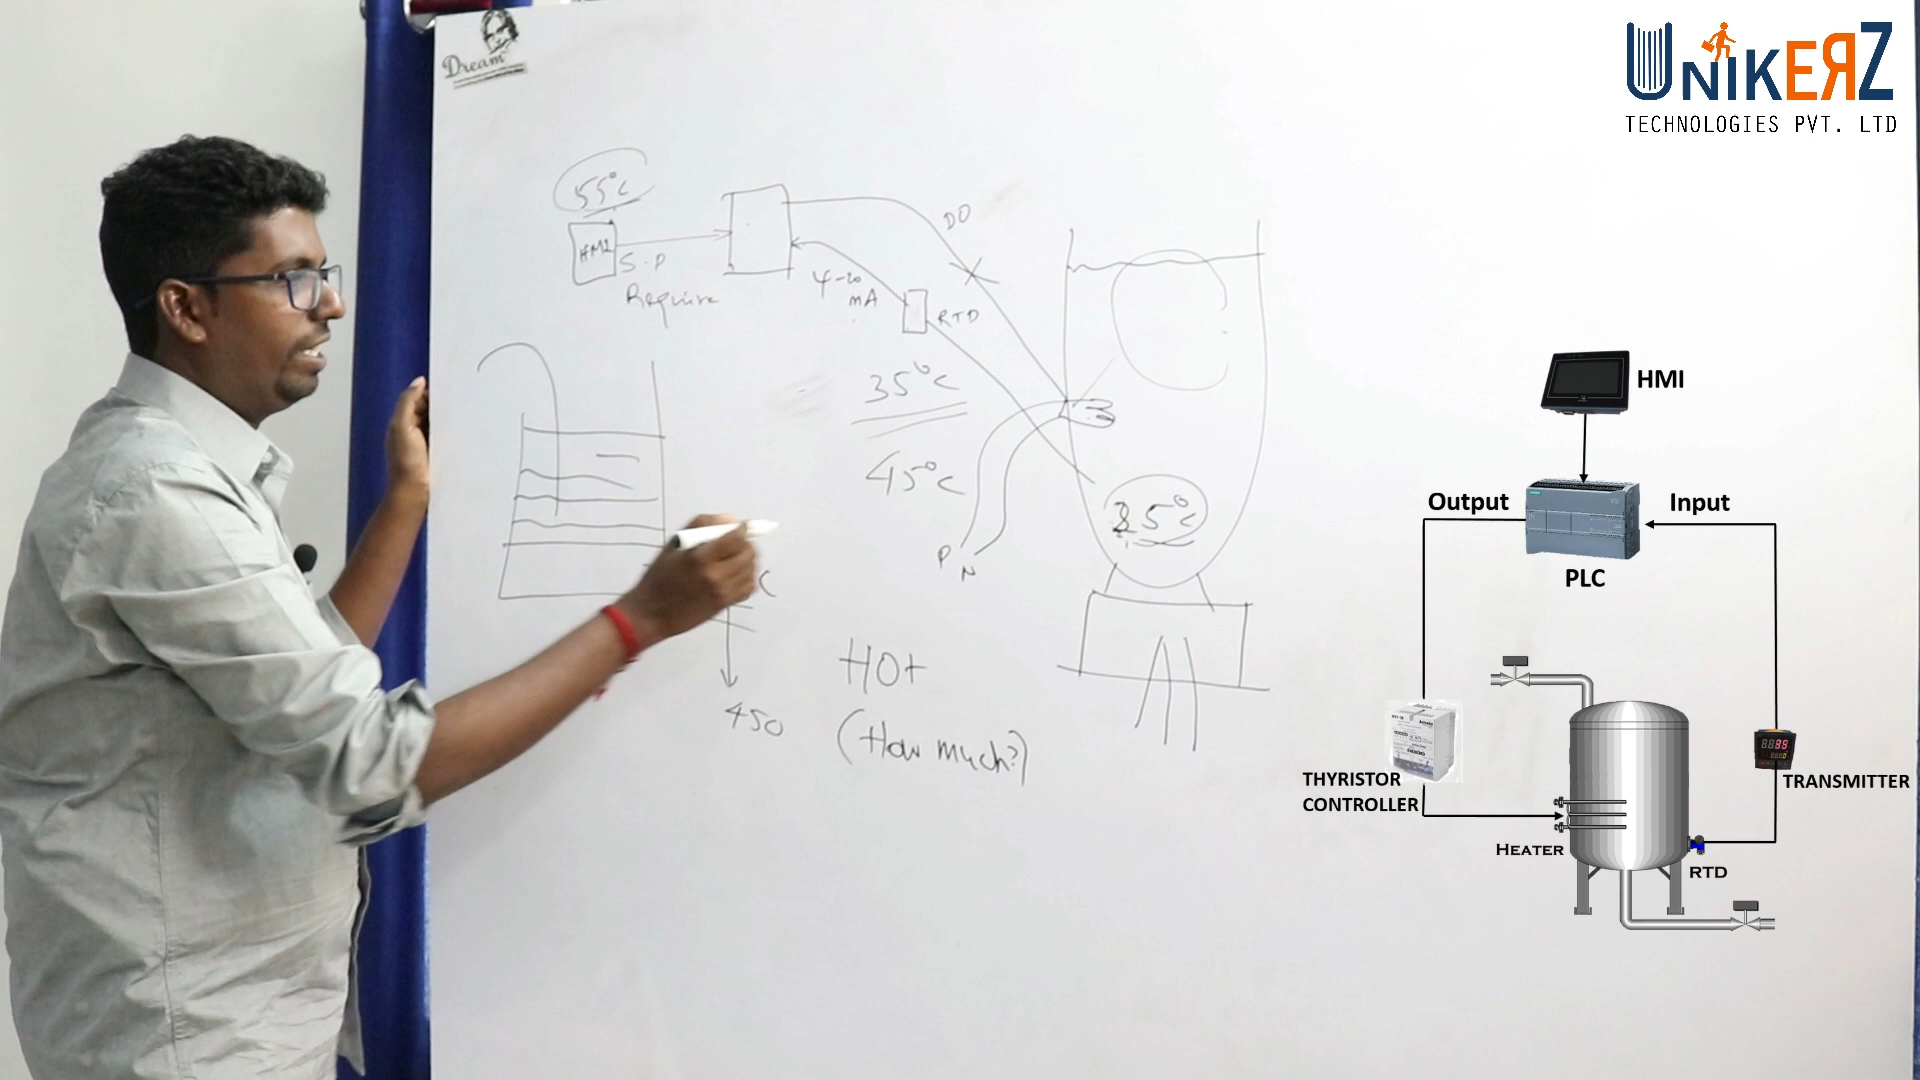 Dream
UNIKERZ
TECHNOLOGIES PVT. LTD
55°C
HMI
S.P
Require
DO
4-20
mA
RTD
35°C
45°C
35°C
P
N
C
450
HOt
(How much?)
HMI
Output
Input
PLC
THYRISTOR
CONTROLLER
TRANSMITTER
HEATER
RTD